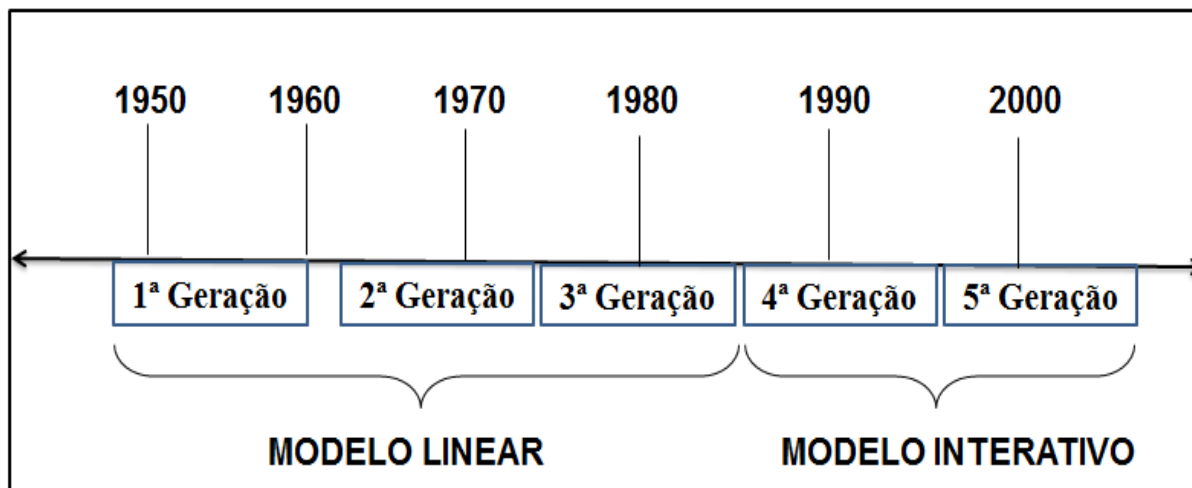 1950 1960 1970 1980 1990 2000
1ª Geração 2ª Geração 3ª Geração 4ª Geração 5ª Geração
MODELO LINEAR MODELO INTERATIVO